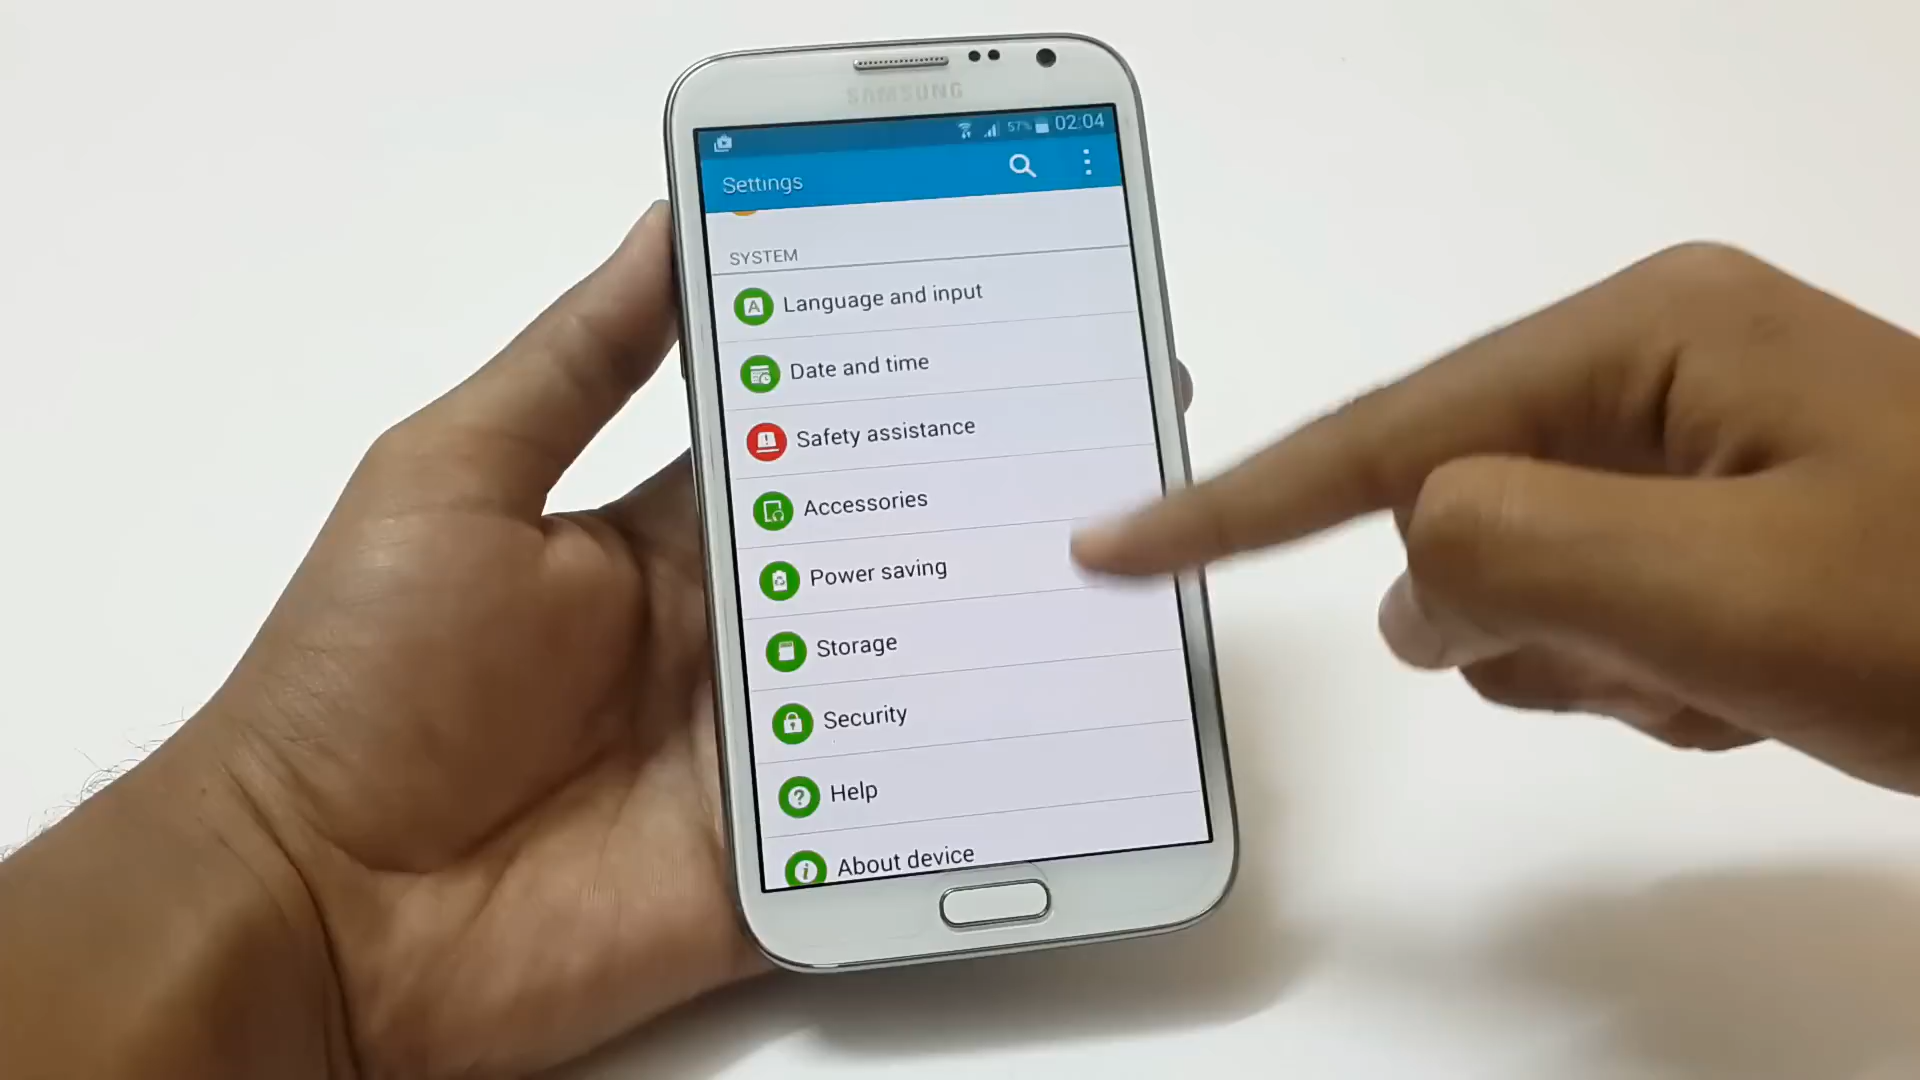 SAMSUNG
57% 02:04
Settings
SYSTEM
Language and input
Date and time
Safety assistance
Accessories
Power saving
Storage
Security
Help
About device